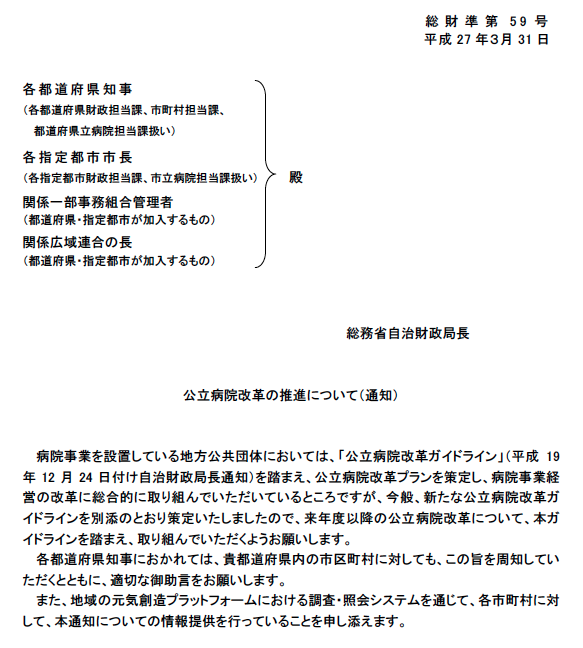 総財準第59号
平成27年3月31日
各都道府県知事
（各都道府県財政担当課、市町村担当課、
都道府県立病院担当課扱い）
各指定都市市長
（各指定都市財政担当課、市立病院担当課扱い）
殿
関係一部事務組合管理者
（都道府県・指定都市が加入するもの）
関係広域連合の長
（都道府県・指定都市が加入するもの）
総務省自治財政局長
公立病院改革の推進について（通知）
病院事業を設置している地方公共団体においては、「公立病院改革ガイドライン」（平成 19
年 12 月 24 日付け自治財政局長通知）を踏まえ、公立病院改革プランを策定し、病院事業経
営の改革に総合的に取り組んでいただいているところですが、今般、新たな公立病院改革ガ
イドラインを別添のとおり策定いたしましたので、来年度以降の公立病院改革について、本ガ
イドラインを踏まえ、取り組んでいただくようお願いします。
各都道府県知事におかれては、貴都道府県内の市区町村に対しても、この旨を周知してい
ただくとともに、適切な御助言をお願いします。
また、地域の元気創造プラットフォームにおける調査・照会システムを通じて、各市町村に対
して、本通知についての情報提供を行っていることを申し添えます。